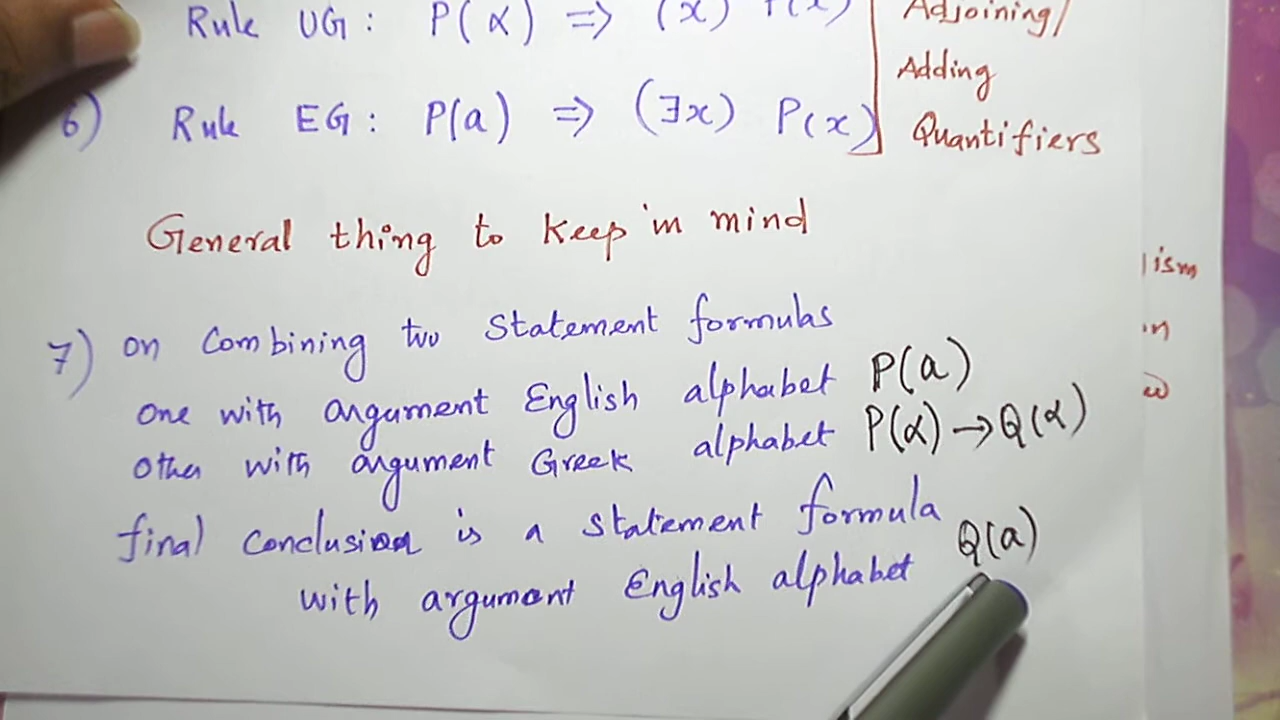 Rule UG : P(α) ⇒ (x) P(x)
Adjoining/
Adding
Quantifiers
6) Rule EG : P(a) ⇒ (∃x) P(x)
General thing to keep in mind
7) on combining two statement formulas
one with argument English alphabet P(a)
other with argument Greek alphabet P(α) → Q(α)
final conclusion is a statement formula
with argument English alphabet Q(a)
ism